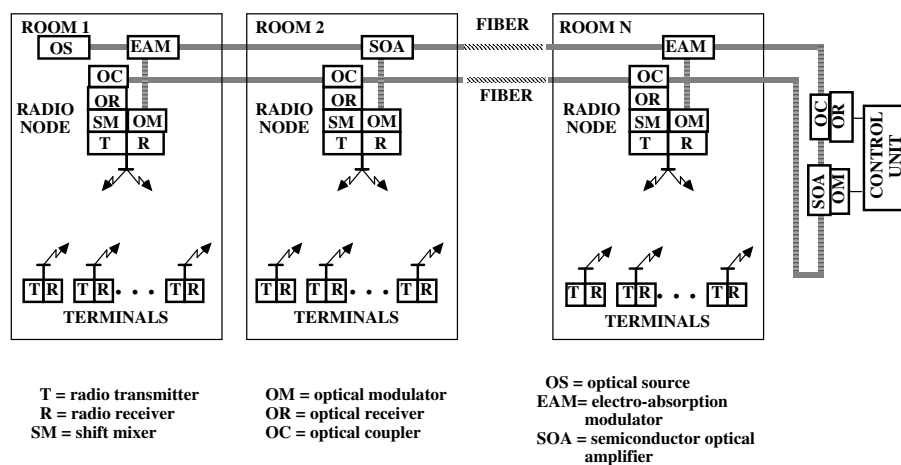 ROOM 1
OS
EAM
OC
OR
RADIO
NODE
SM
OM
T
R
T R
T R
. . .
T R
TERMINALS
ROOM 2
SOA
OC
OR
RADIO
NODE
SM
OM
T
R
T R
T R
. . .
T R
TERMINALS
FIBER
FIBER
ROOM N
EAM
OC
OR
RADIO
NODE
SM
OM
T
R
T R
T R
. . .
T R
TERMINALS
OC
OR
SOA
OM
CONTROL
UNIT
T = radio transmitter
R = radio receiver
SM = shift mixer
OM = optical modulator
OR = optical receiver
OC = optical coupler
OS = optical source
EAM= electro-absorption
modulator
SOA = semiconductor optical
amplifier